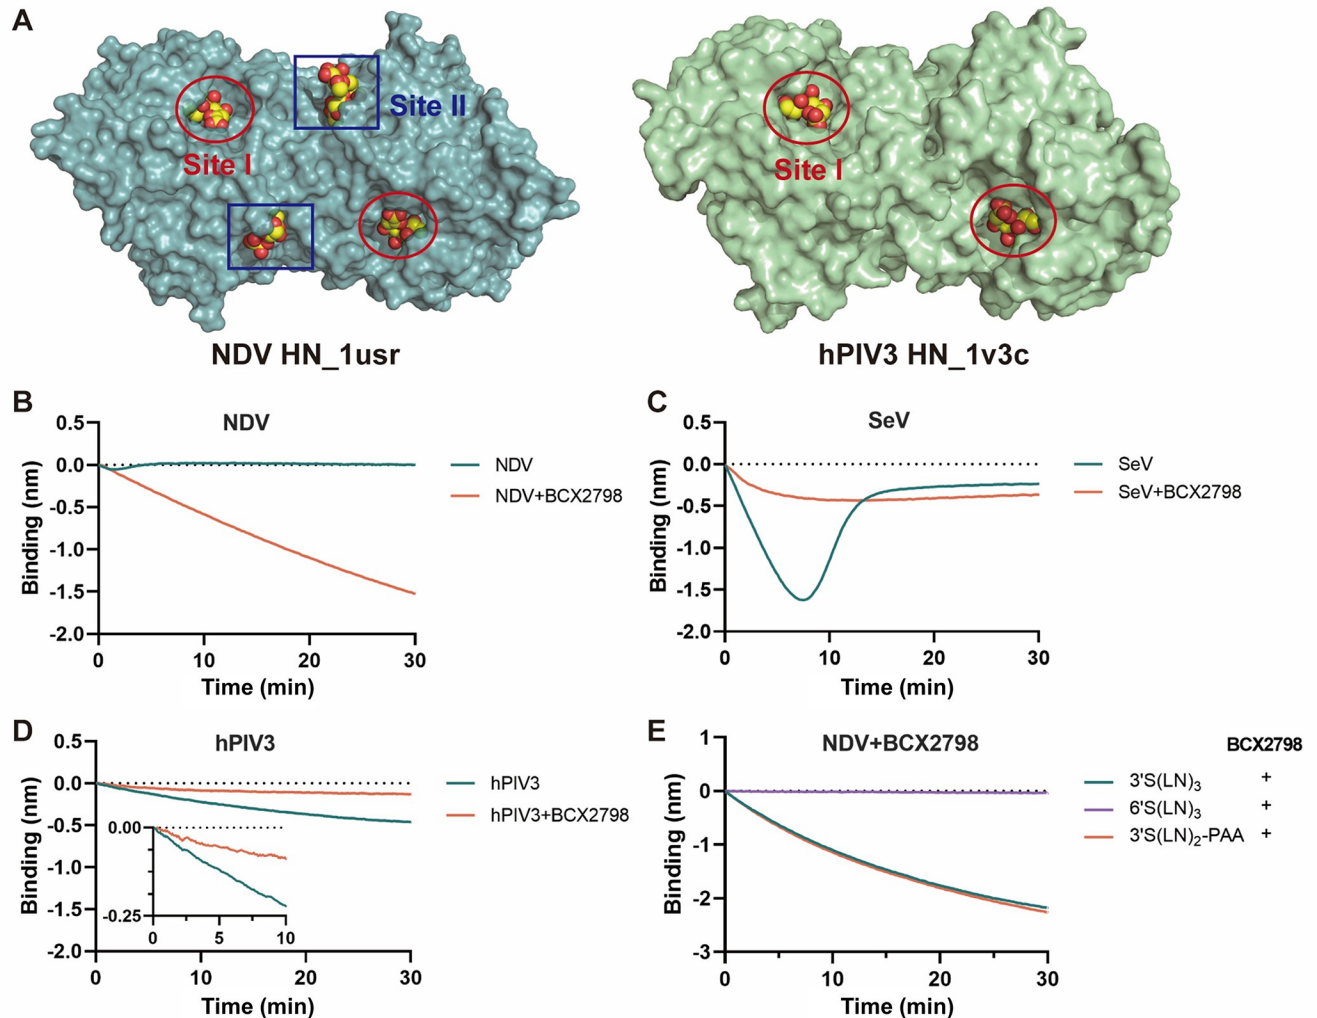 A
Site I
Site II
Site I
NDV HN_1usr
hPIV3 HN_1v3c
B
NDV
0.5
0.0
-0.5
-1.0
-1.5
-2.0
Binding (nm)
0
10
20
30
Time (min)
NDV
NDV+BCX2798
C
SeV
0.5
0.0
-0.5
-1.0
-1.5
-2.0
Binding (nm)
0
10
20
30
Time (min)
SeV
SeV+BCX2798
D
hPIV3
0.5
0.0
-0.5
-1.0
-1.5
-2.0
Binding (nm)
0.00
-0.25
0
5
10
0
10
20
30
Time (min)
hPIV3
hPIV3+BCX2798
E
NDV+BCX2798
1
0
-1
-2
-3
Binding (nm)
0
10
20
30
Time (min)
BCX2798
3'S(LN)3 +
6'S(LN)3 +
3'S(LN)2-PAA +